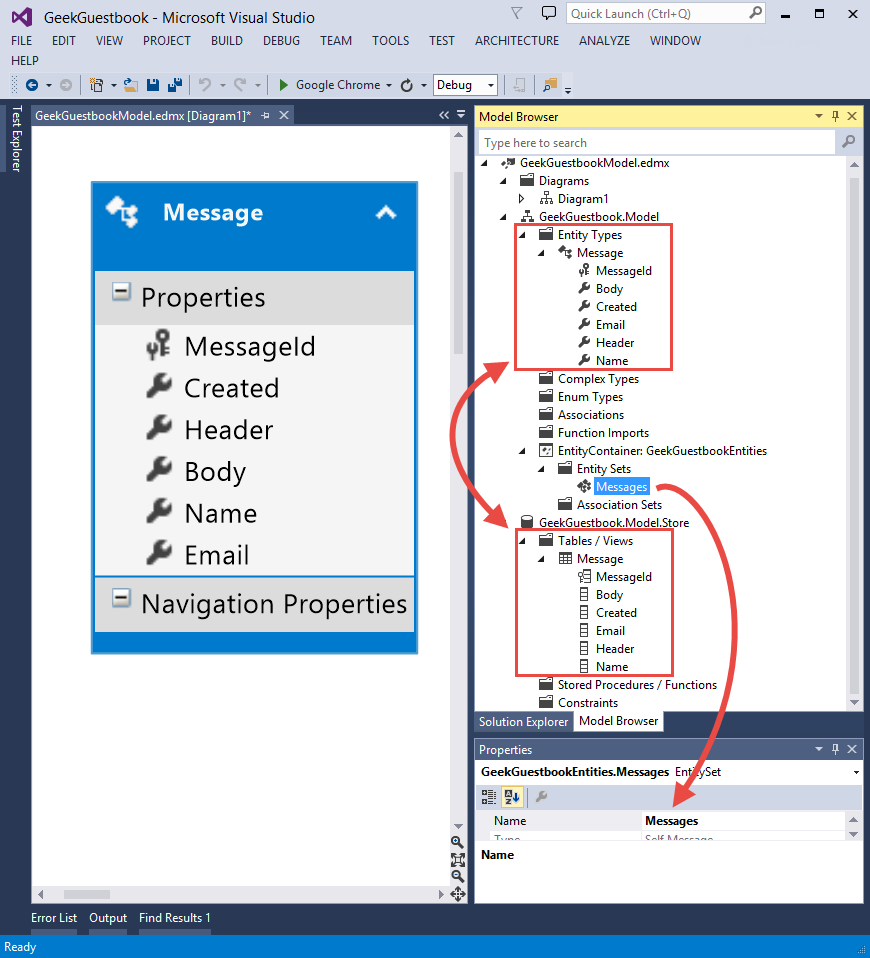 GeekGuestbook - Microsoft Visual Studio
Quick Launch (Ctrl+Q)
FILE EDIT VIEW PROJECT BUILD DEBUG TEAM TOOLS TEST ARCHITECTURE ANALYZE WINDOW
HELP
Google Chrome Debug
Test Explorer
GeekGuestbookModel.edmx [Diagram1]*
Message
Properties
MessageId
Created
Header
Body
Name
Email
Navigation Properties
Model Browser
Type here to search
GeekGuestbookModel.edmx
Diagrams
Diagram1
GeekGuestbook.Model
Entity Types
Message
MessageId
Body
Created
Email
Header
Name
Complex Types
Enum Types
Associations
Function Imports
EntityContainer: GeekGuestbookEntities
Entity Sets
Messages
Association Sets
GeekGuestbook.Model.Store
Tables / Views
Message
MessageId
Body
Created
Email
Header
Name
Stored Procedures / Functions
Constraints
Solution Explorer Model Browser
Properties
GeekGuestbookEntities.Messages EntitySet
Name Messages
Type Self.Message
Name
Error List Output Find Results 1
Ready